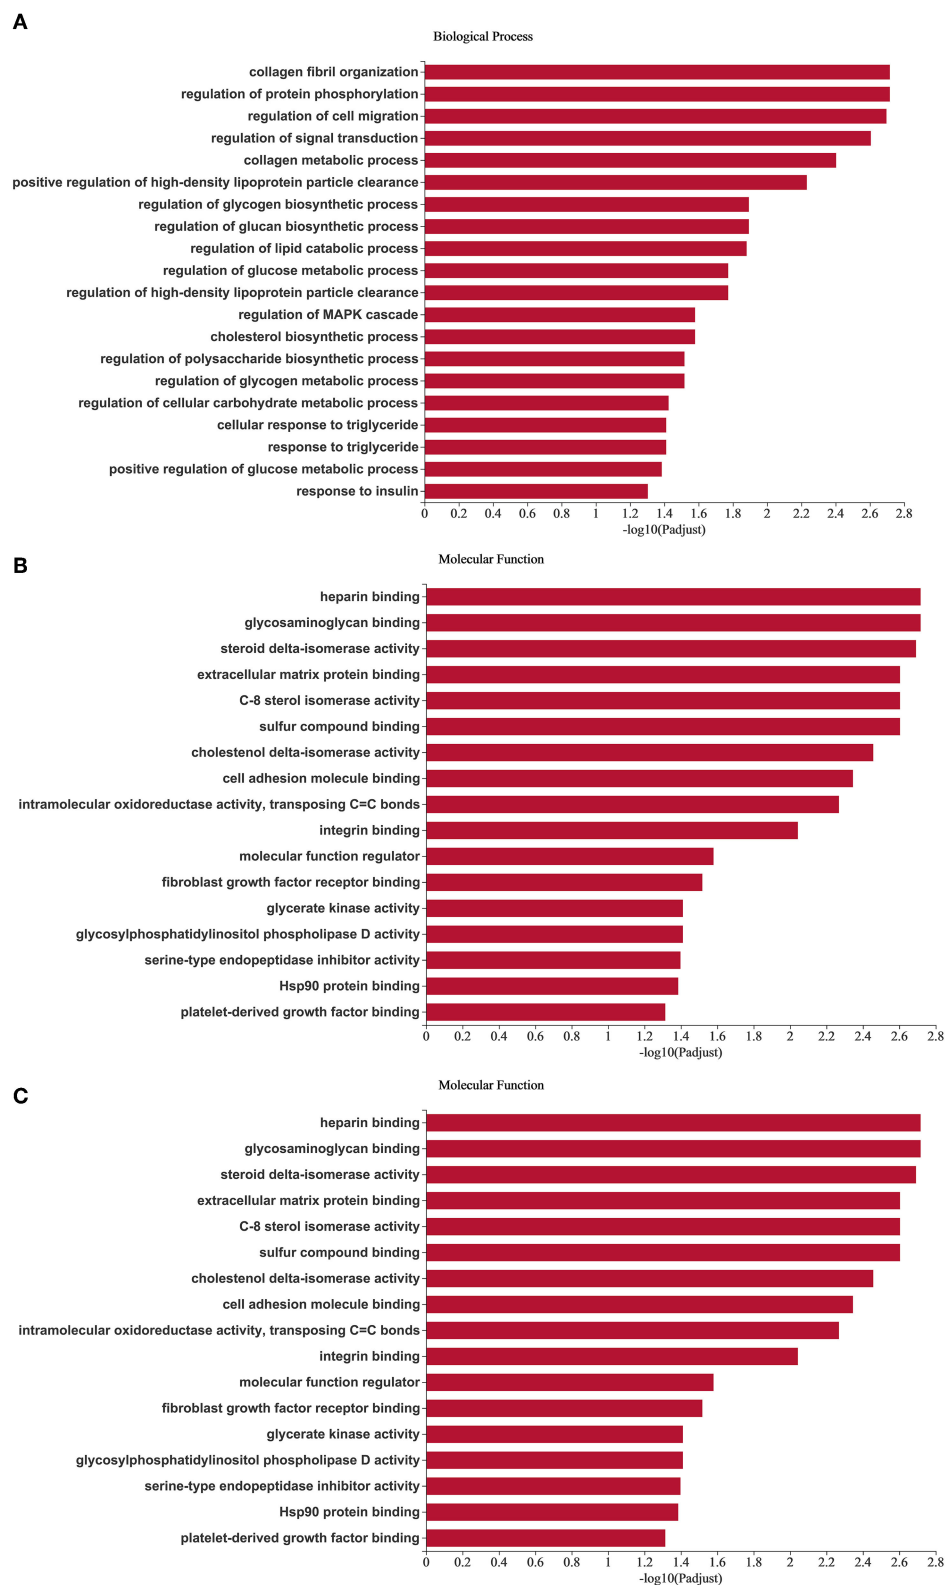 A
Biological Process
collagen fibril organization
regulation of protein phosphorylation
regulation of cell migration
regulation of signal transduction
collagen metabolic process
positive regulation of high-density lipoprotein particle clearance
regulation of glycogen biosynthetic process
regulation of glucan biosynthetic process
regulation of lipid catabolic process
regulation of glucose metabolic process
regulation of high-density lipoprotein particle clearance
regulation of MAPK cascade
cholesterol biosynthetic process
regulation of polysaccharide biosynthetic process
regulation of glycogen metabolic process
regulation of cellular carbohydrate metabolic process
cellular response to triglyceride
response to triglyceride
positive regulation of glucose metabolic process
response to insulin
0 0.2 0.4 0.6 0.8 1 1.2 1.4 1.6 1.8 2 2.2 2.4 2.6 2.8
-log10(Padjust)
B
Molecular Function
heparin binding
glycosaminoglycan binding
steroid delta-isomerase activity
extracellular matrix protein binding
C-8 sterol isomerase activity
sulfur compound binding
cholestenol delta-isomerase activity
cell adhesion molecule binding
intramolecular oxidoreductase activity, transposing C=C bonds
integrin binding
molecular function regulator
fibroblast growth factor receptor binding
glycerate kinase activity
glycosylphosphatidylinositol phospholipase D activity
serine-type endopeptidase inhibitor activity
Hsp90 protein binding
platelet-derived growth factor binding
0 0.2 0.4 0.6 0.8 1 1.2 1.4 1.6 1.8 2 2.2 2.4 2.6 2.8
-log10(Padjust)
C
Molecular Function
heparin binding
glycosaminoglycan binding
steroid delta-isomerase activity
extracellular matrix protein binding
C-8 sterol isomerase activity
sulfur compound binding
cholestenol delta-isomerase activity
cell adhesion molecule binding
intramolecular oxidoreductase activity, transposing C=C bonds
integrin binding
molecular function regulator
fibroblast growth factor receptor binding
glycerate kinase activity
glycosylphosphatidylinositol phospholipase D activity
serine-type endopeptidase inhibitor activity
Hsp90 protein binding
platelet-derived growth factor binding
0 0.2 0.4 0.6 0.8 1 1.2 1.4 1.6 1.8 2 2.2 2.4 2.6 2.8
-log10(Padjust)